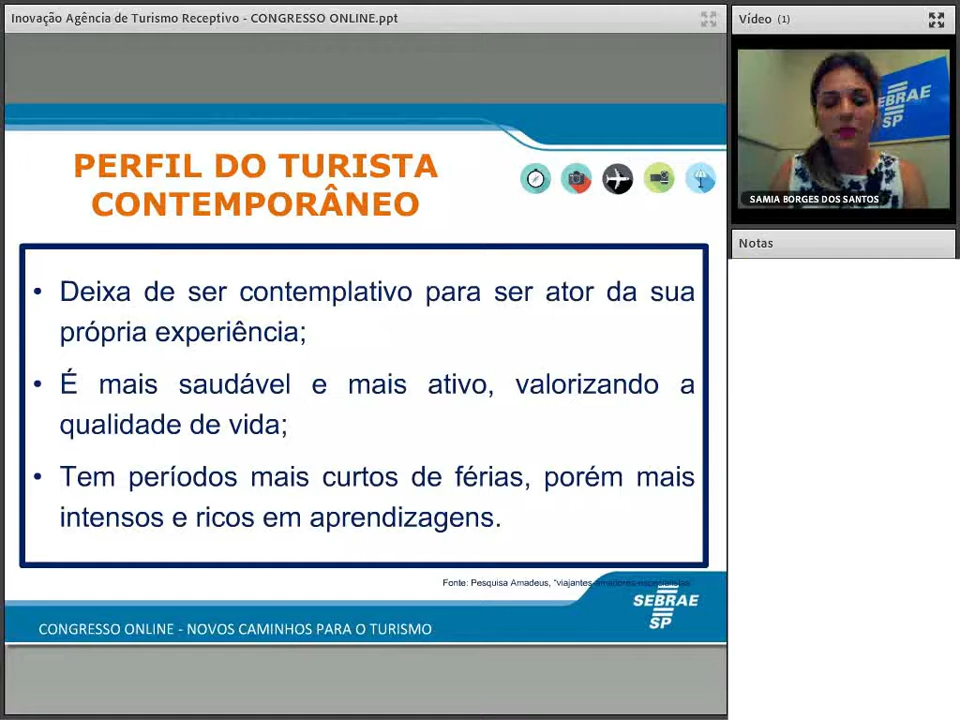 Inovação Agência de Turismo Receptivo - CONGRESSO ONLINE.ppt
Vídeo (1)
SEBRAE
SP
SAMIA BORGES DOS SANTOS
Notas
PERFIL DO TURISTA
CONTEMPORÂNEO
• Deixa de ser contemplativo para ser ator da sua
própria experiência;
• É mais saudável e mais ativo, valorizando a
qualidade de vida;
• Tem períodos mais curtos de férias, porém mais
intensos e ricos em aprendizagens.
Fonte: Pesquisa Amadeus, "viajantes-amadores-especialistas"
SEBRAE
SP
CONGRESSO ONLINE - NOVOS CAMINHOS PARA O TURISMO